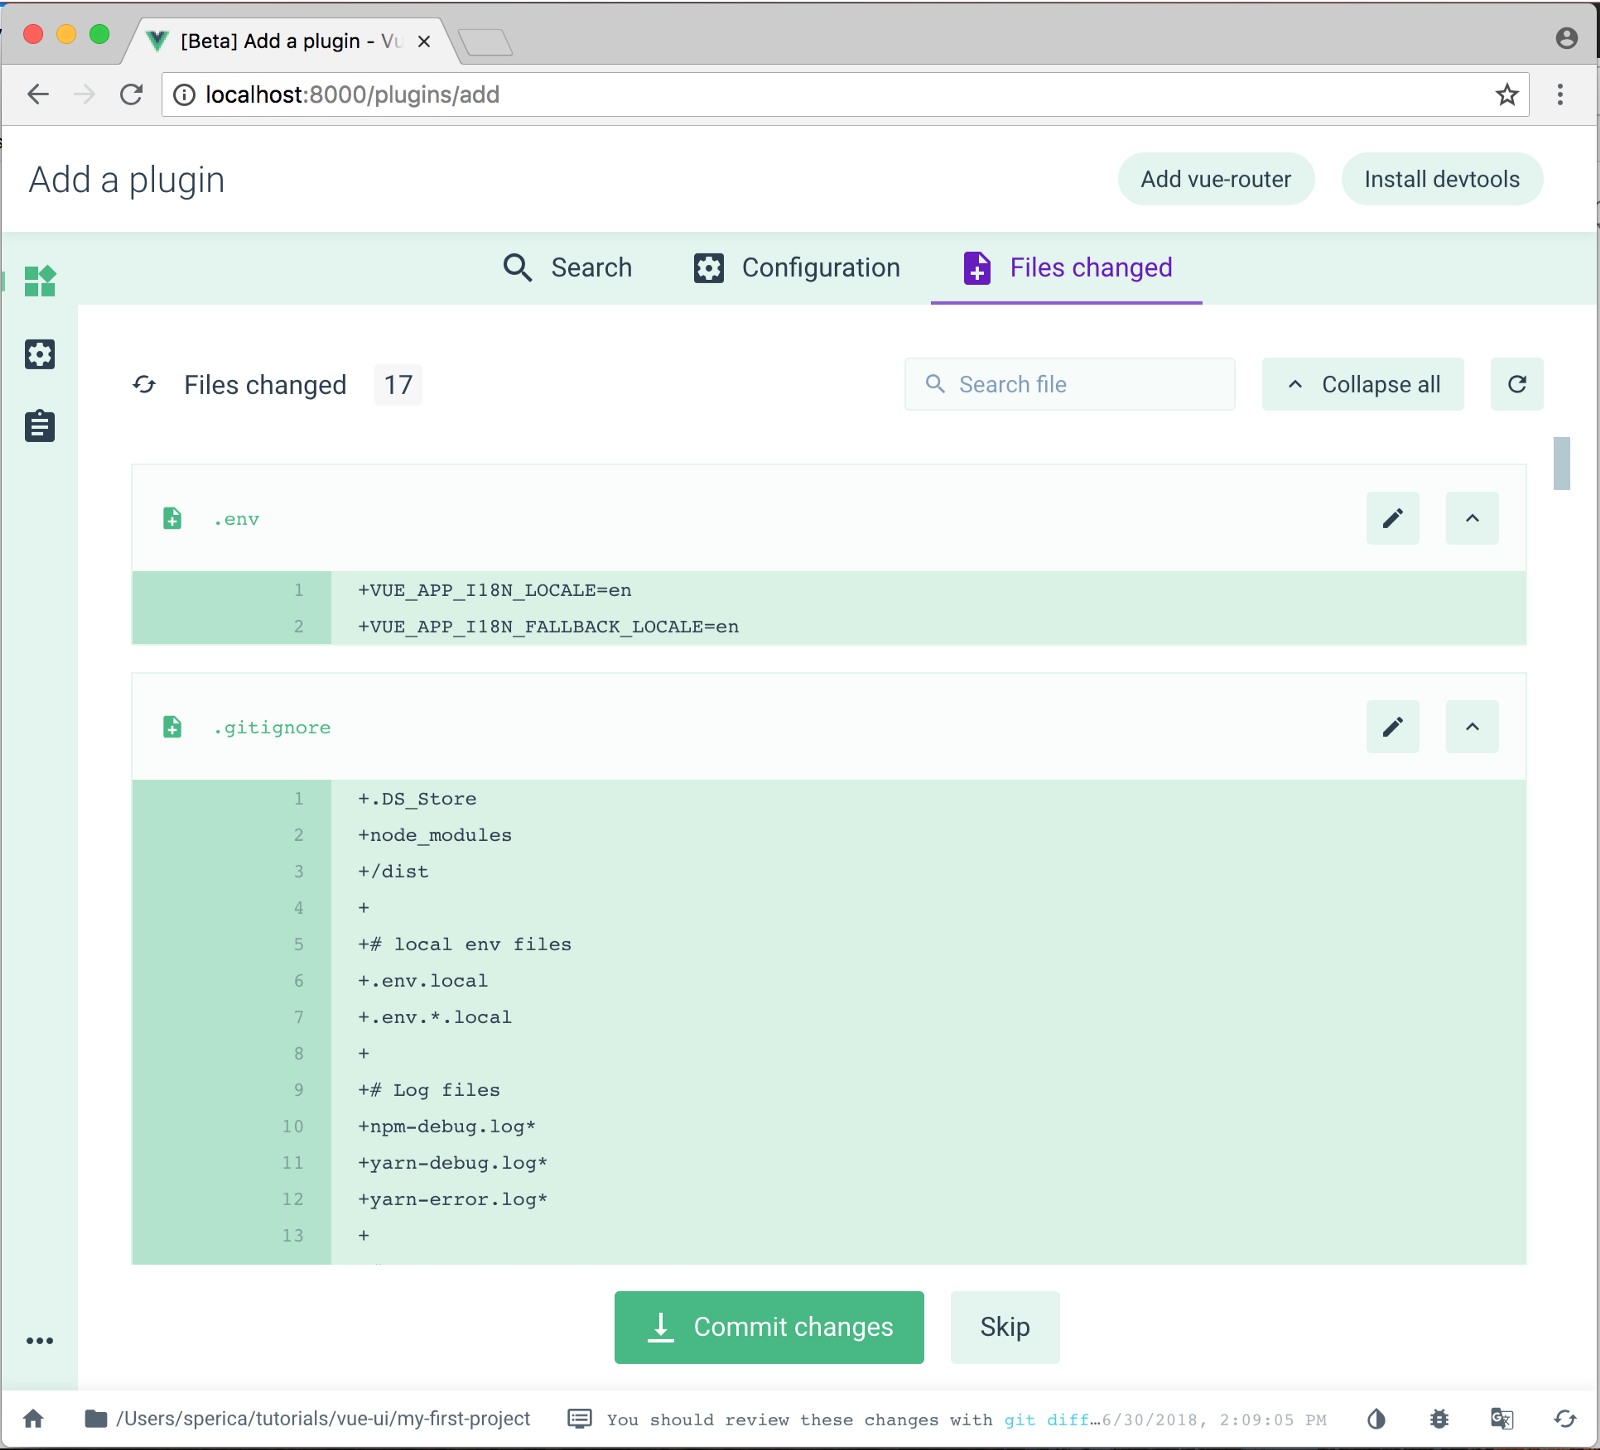 [Beta] Add a plugin - Vu
localhost:8000/plugins/add
Add a plugin
Add vue-router
Install devtools
Search
Configuration
Files changed
Files changed 17
Search file
Collapse all
.env
1 +VUE_APP_I18N_LOCALE=en
2 +VUE_APP_I18N_FALLBACK_LOCALE=en
.gitignore
1 +.DS_Store
2 +node_modules
3 +/dist
4 +
5 +# local env files
6 +.env.local
7 +.env.*.local
8 +
9 +# Log files
10 +npm-debug.log*
11 +yarn-debug.log*
12 +yarn-error.log*
13 +
Commit changes
Skip
/Users/sperica/tutorials/vue-ui/my-first-project
You should review these changes with git diff…6/30/2018, 2:09:05 PM